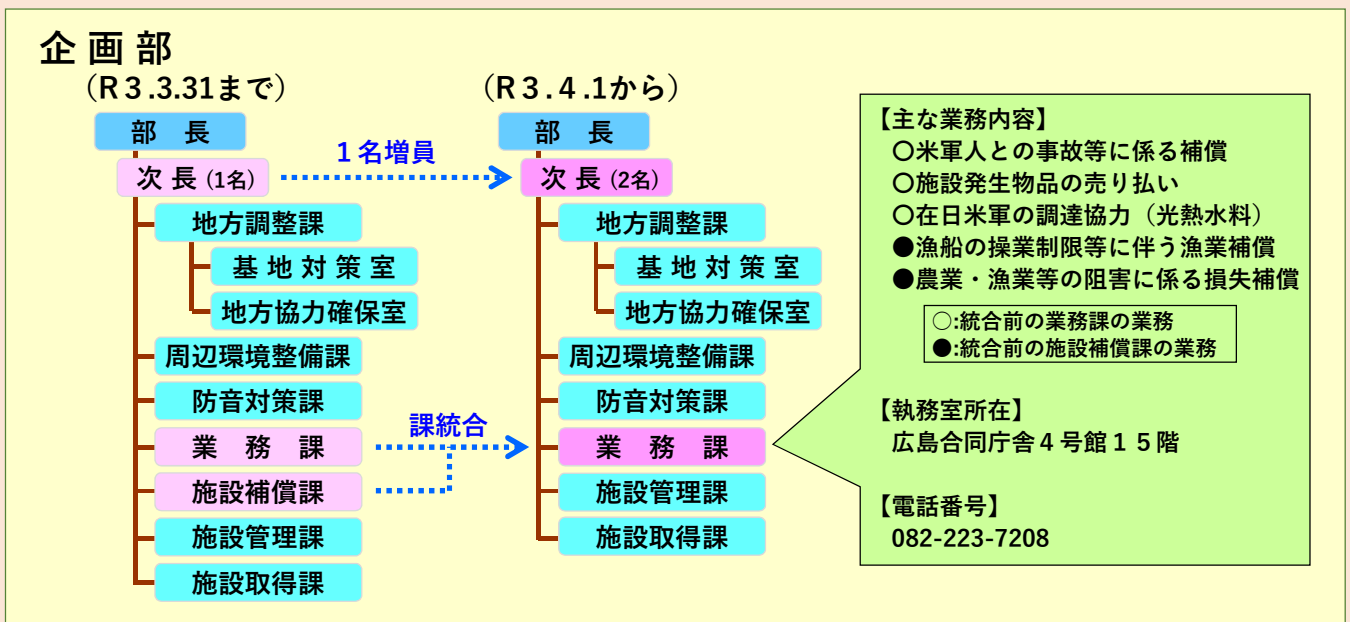 企画部
（R３.3.31まで）
部　長
次 長 (1名)
地方調整課
基 地 対 策 室
地方協力確保室
周辺環境整備課
防音対策課
業　務　課
施設補償課
施設管理課
施設取得課
１名増員
課統合
（R３.４.1から）
部　長
次 長 (2名)
地方調整課
基 地 対 策 室
地方協力確保室
周辺環境整備課
防音対策課
業　務　課
施設管理課
施設取得課
【主な業務内容】
〇米軍人との事故等に係る補償
〇施設発生物品の売り払い
〇在日米軍の調達協力（光熱水料）
●漁船の操業制限等に伴う漁業補償
●農業・漁業等の阻害に係る損失補償
○:統合前の業務課の業務
●:統合前の施設補償課の業務
【執務室所在】
広島合同庁舎４号館１５階
【電話番号】
082-223-7208